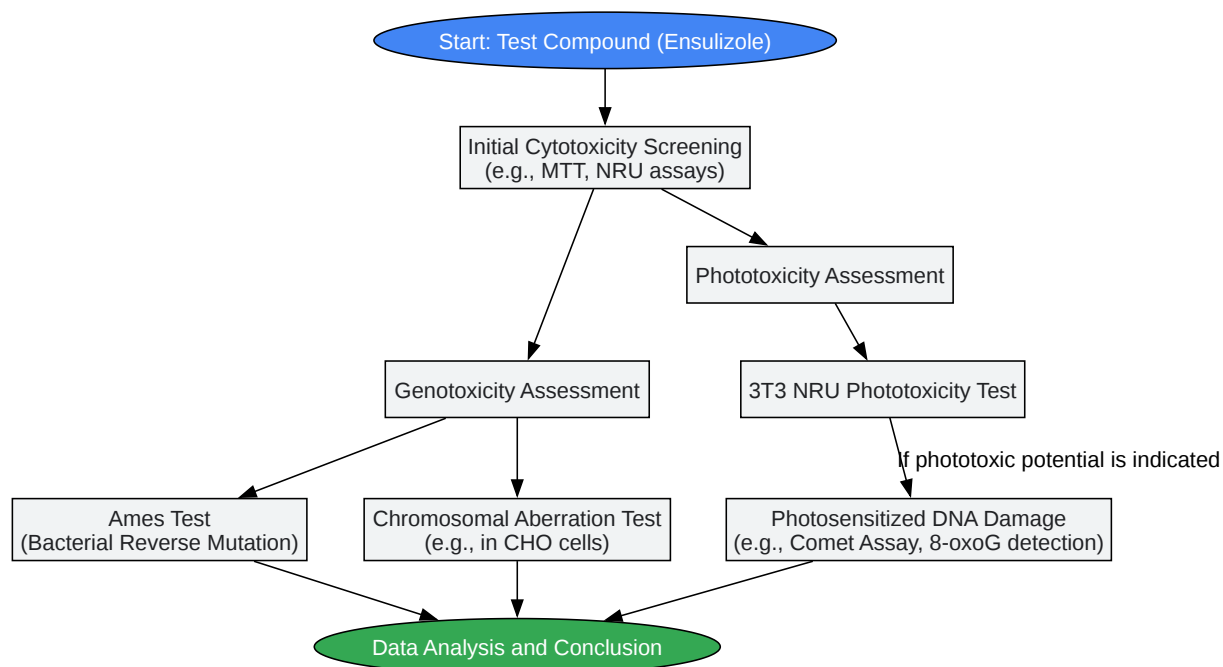 Start: Test Compound (Ensulizole)
Initial Cytotoxicity Screening
(e.g., MTT, NRU assays)
Phototoxicity Assessment
Genotoxicity Assessment
3T3 NRU Phototoxicity Test
If phototoxic potential is indicated
Ames Test
(Bacterial Reverse Mutation)
Chromosomal Aberration Test
(e.g., in CHO cells)
Photosensitized DNA Damage
(e.g., Comet Assay, 8-oxoG detection)
Data Analysis and Conclusion